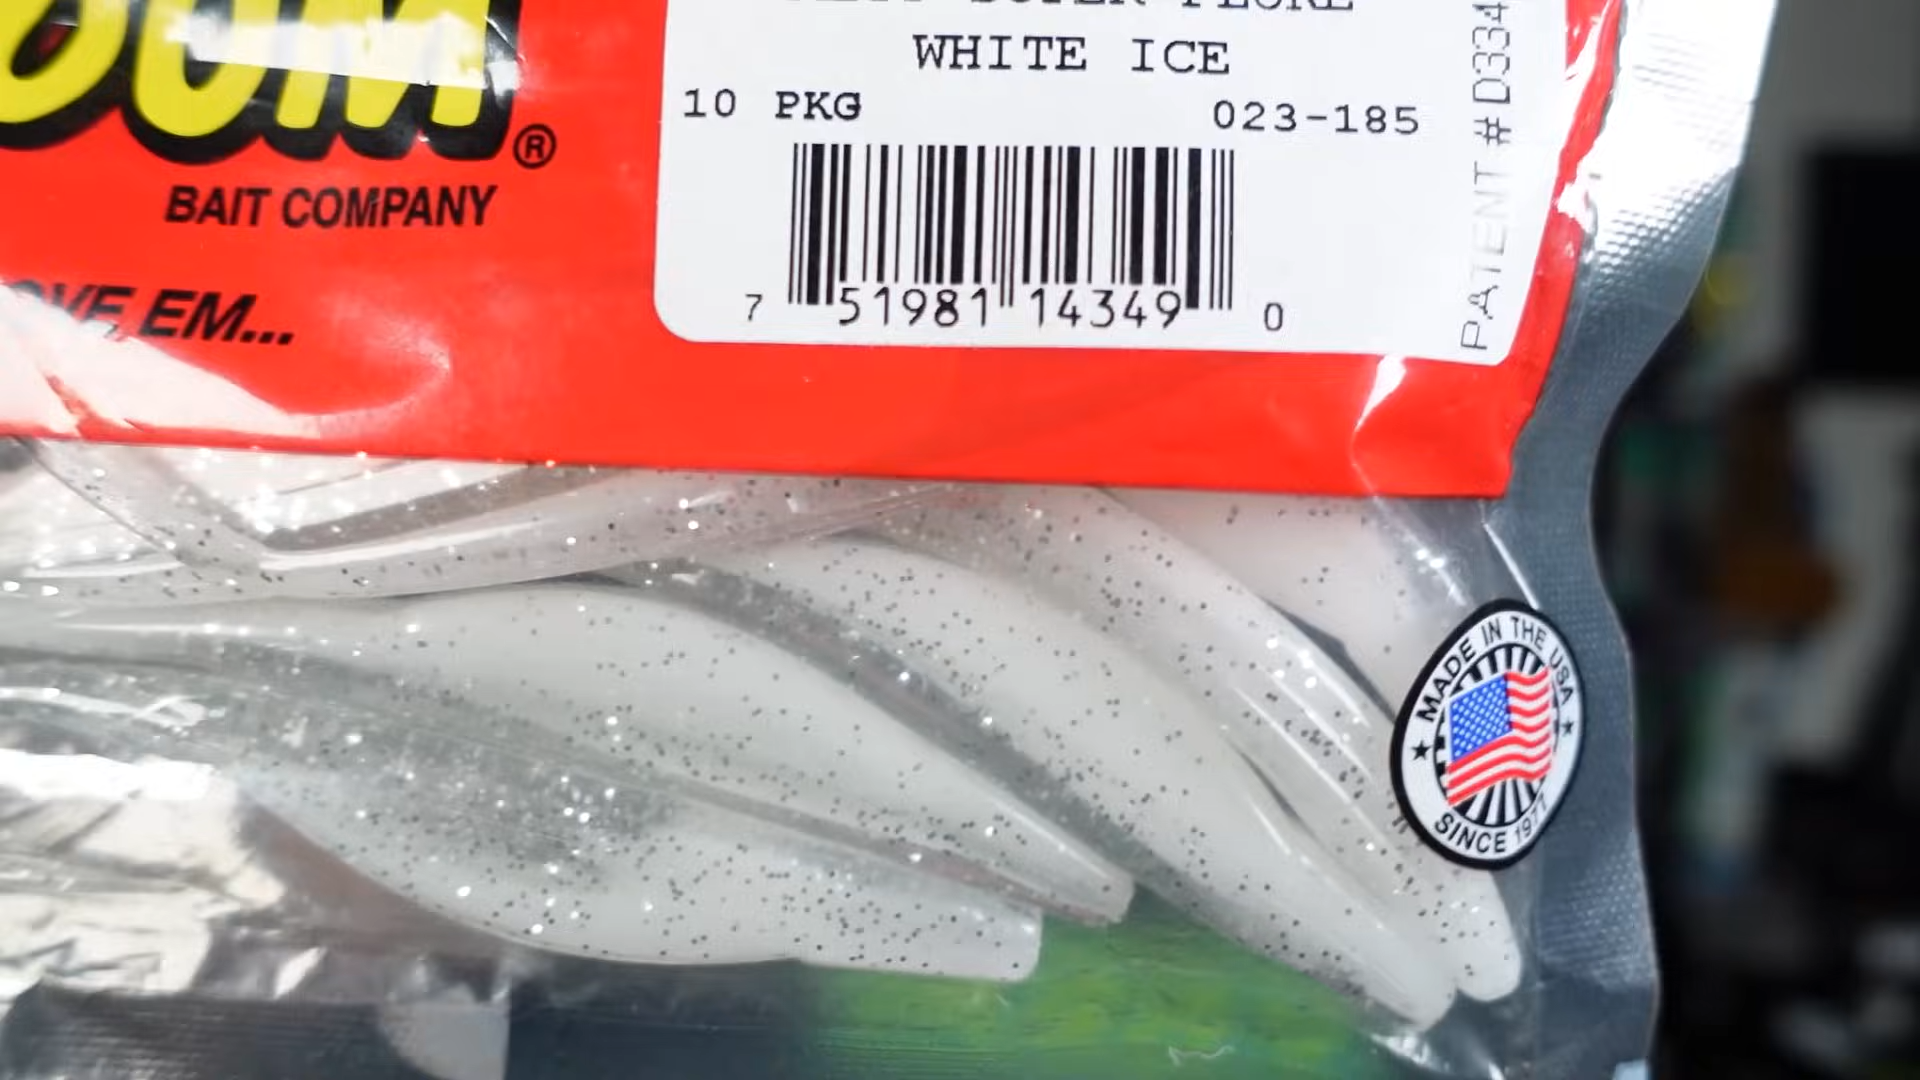 WHITE ICE
10 PKG 023-185
®
BAIT COMPANY
EM...
7 51981 14349 0
PATENT # D334
MADE IN THE USA
SINCE 1977